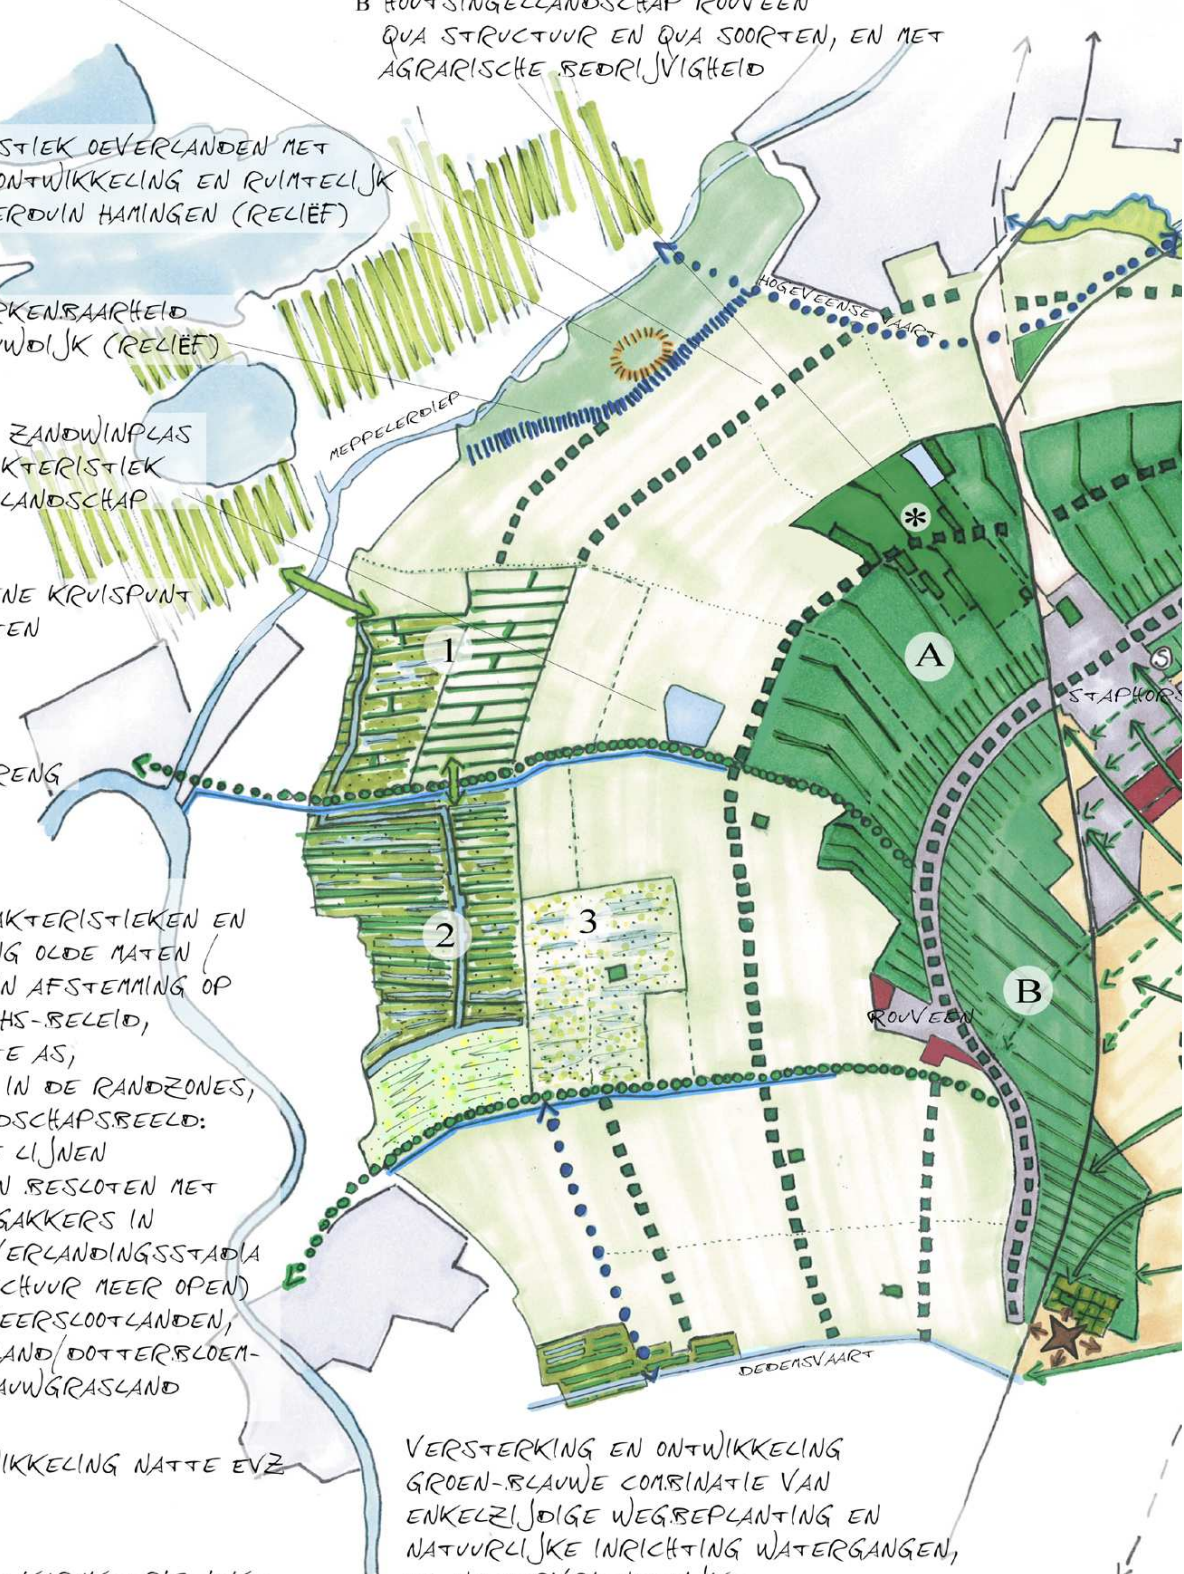 B HOUTSINGELLANDSCHAP ROUVEEN
QUA STRUCTUUR EN QUA SOORTEN, EN MET
AGRARISCHE BEDRIJVIGHEID
STIEK OEVERLANDEN MET
ONTWIKKELING EN RUIMTELIJK
ERDUIN HAMINGEN (RELIËF)
RKENBAARHEID
UWDIJK (RELIËF)
ZANDWINPLAS
KTERISTIEK
LANDSCHAP
NE KRUISPUNT
TEN
RENG
AKTERISTIEKEN EN
G OLDE MATEN /
N AFSTEMMING OP
HS-BELEID,
TE AS,
IN DE RANDZONES,
DSCHAPSBEELD:
LIJNEN
N BESLOTEN MET
GAKKERS IN
VERLANDINGSSTADIA
CHUUR MEER OPEN)
EERSLOOTLANDEN,
LAND/DOTTERBLOEM-
AUWGRASLAND
IKKELING NATTE EVZ
HOGEVEENSE VAART
MEPPELERDIEP
*
1
A
S
STAPHORS
2
3
B
ROUVEEN
DEDEMSVAART
VERSTERKING EN ONTWIKKELING
GROEN-BLAUWE COMBINATIE VAN
ENKELZIJDIGE WEGBEPLANTING EN
NATUURLIJKE INRICHTING WATERGANGEN,